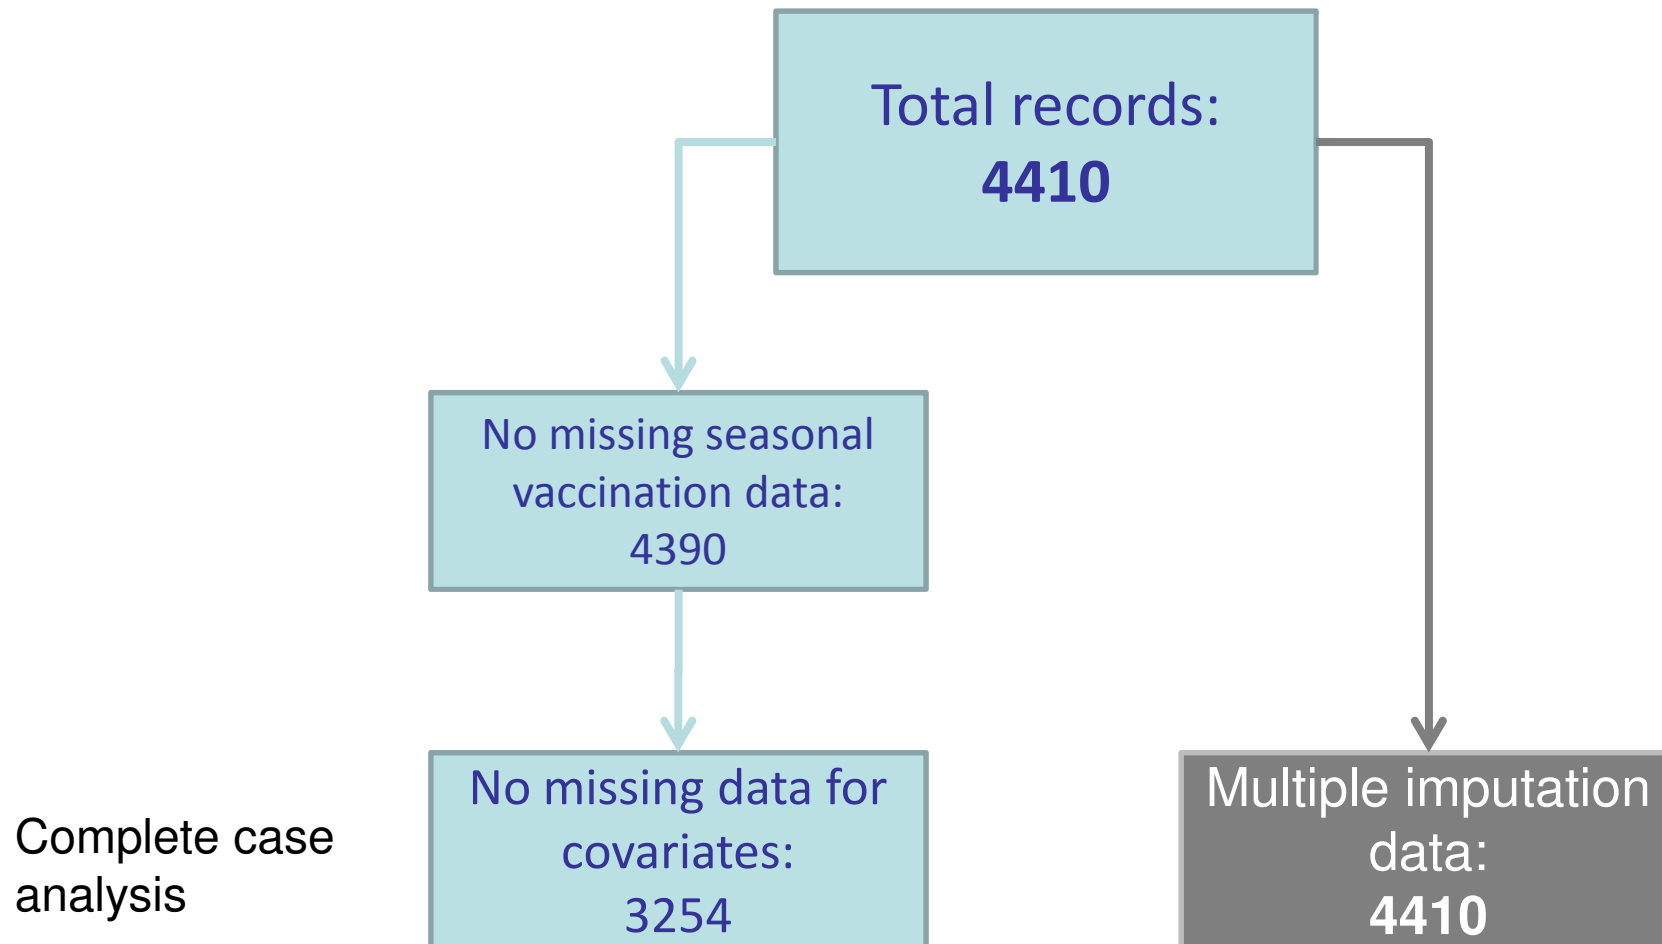 Total records:
4410
No missing seasonal
vaccination data:
4390
No missing data for
covariates:
3254
Complete case
analysis
Multiple imputation
data:
4410